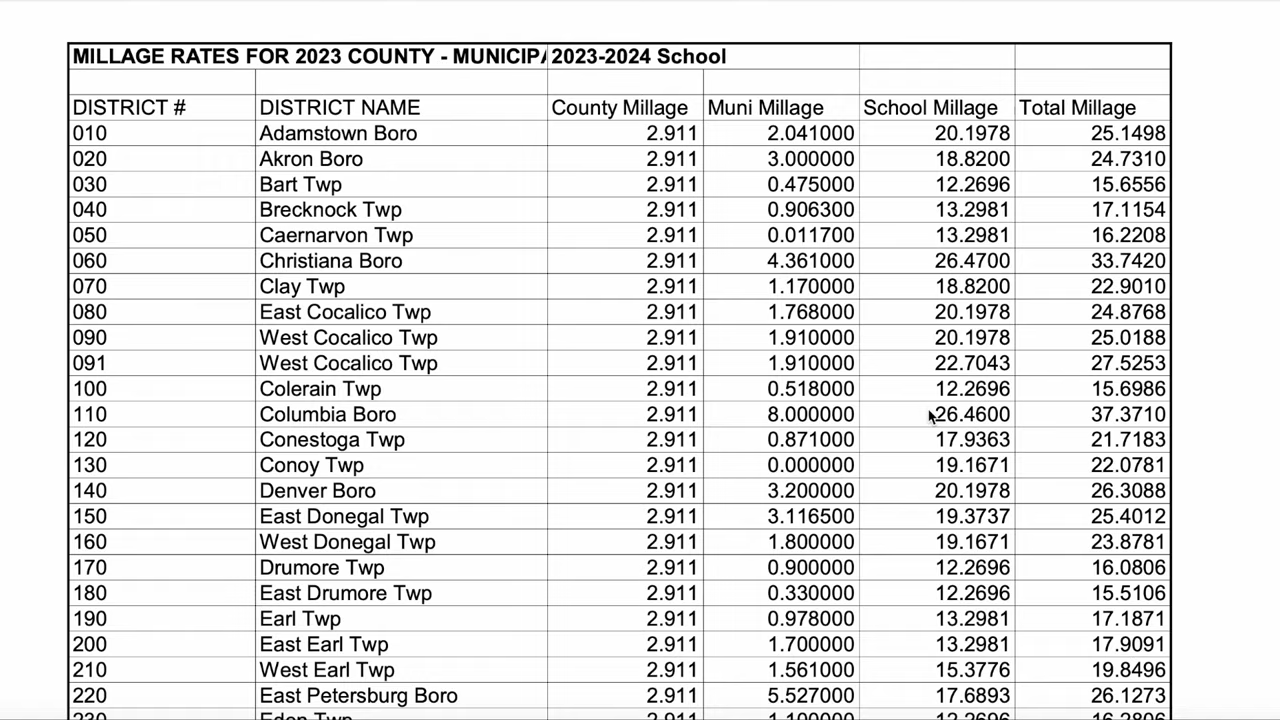 MILLAGE RATES FOR 2023 COUNTY - MUNICIPA 2023-2024 School
DISTRICT # DISTRICT NAME County Millage Muni Millage School Millage Total Millage
010 Adamstown Boro 2.911 2.041000 20.1978 25.1498
020 Akron Boro 2.911 3.000000 18.8200 24.7310
030 Bart Twp 2.911 0.475000 12.2696 15.6556
040 Brecknock Twp 2.911 0.906300 13.2981 17.1154
050 Caernarvon Twp 2.911 0.011700 13.2981 16.2208
060 Christiana Boro 2.911 4.361000 26.4700 33.7420
070 Clay Twp 2.911 1.170000 18.8200 22.9010
080 East Cocalico Twp 2.911 1.768000 20.1978 24.8768
090 West Cocalico Twp 2.911 1.910000 20.1978 25.0188
091 West Cocalico Twp 2.911 1.910000 22.7043 27.5253
100 Colerain Twp 2.911 0.518000 12.2696 15.6986
110 Columbia Boro 2.911 8.000000 26.4600 37.3710
120 Conestoga Twp 2.911 0.871000 17.9363 21.7183
130 Conoy Twp 2.911 0.000000 19.1671 22.0781
140 Denver Boro 2.911 3.200000 20.1978 26.3088
150 East Donegal Twp 2.911 3.116500 19.3737 25.4012
160 West Donegal Twp 2.911 1.800000 19.1671 23.8781
170 Drumore Twp 2.911 0.900000 12.2696 16.0806
180 East Drumore Twp 2.911 0.330000 12.2696 15.5106
190 Earl Twp 2.911 0.978000 13.2981 17.1871
200 East Earl Twp 2.911 1.700000 13.2981 17.9091
210 West Earl Twp 2.911 1.561000 15.3776 19.8496
220 East Petersburg Boro 2.911 5.527000 17.6893 26.1273
230 Eden Twp 2.911 1.100000 12.2696 16.2806